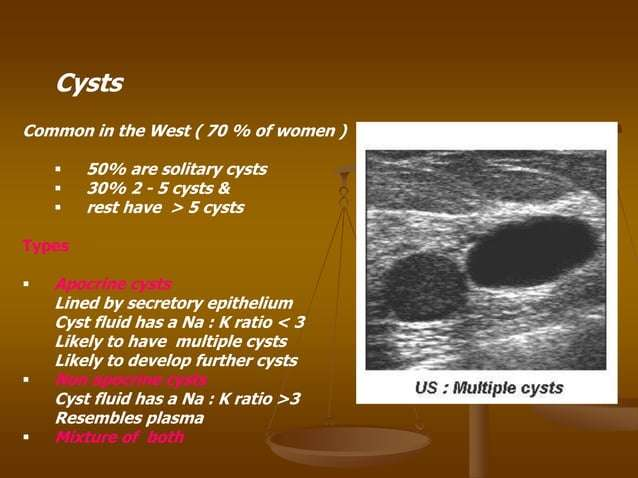 Cysts
Common in the West ( 70 % of women )
▪ 50% are solitary cysts
▪ 30% 2 - 5 cysts &
▪ rest have > 5 cysts
Types
▪ Apocrine cysts
Lined by secretory epithelium
Cyst fluid has a Na : K ratio < 3
Likely to have multiple cysts
Likely to develop further cysts
▪ Non apocrine cysts
Cyst fluid has a Na : K ratio >3
Resembles plasma
▪ Mixture of both
US : Multiple cysts